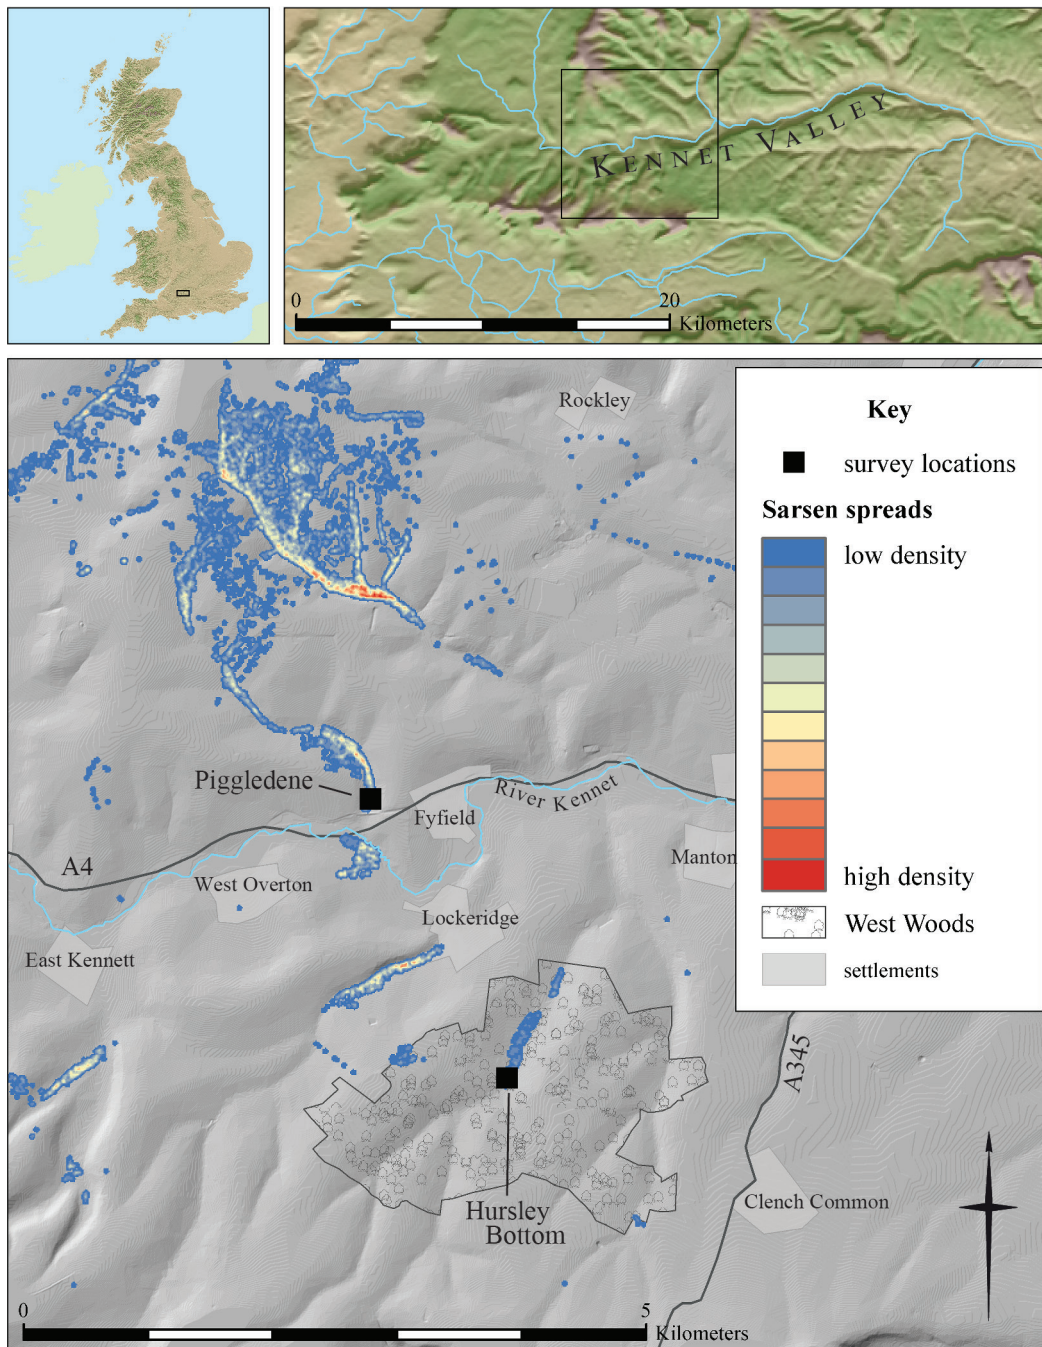 KENNET VALLEY
0
20
Kilometers
Rockley
Key
survey locations
Sarsen spreads
low density
high density
West Woods
settlements
Piggledene
Fyfield
River Kennet
A4
West Overton
Manton
Lockeridge
East Kennett
A345
Clench Common
Hursley
Bottom
0
5
Kilometers